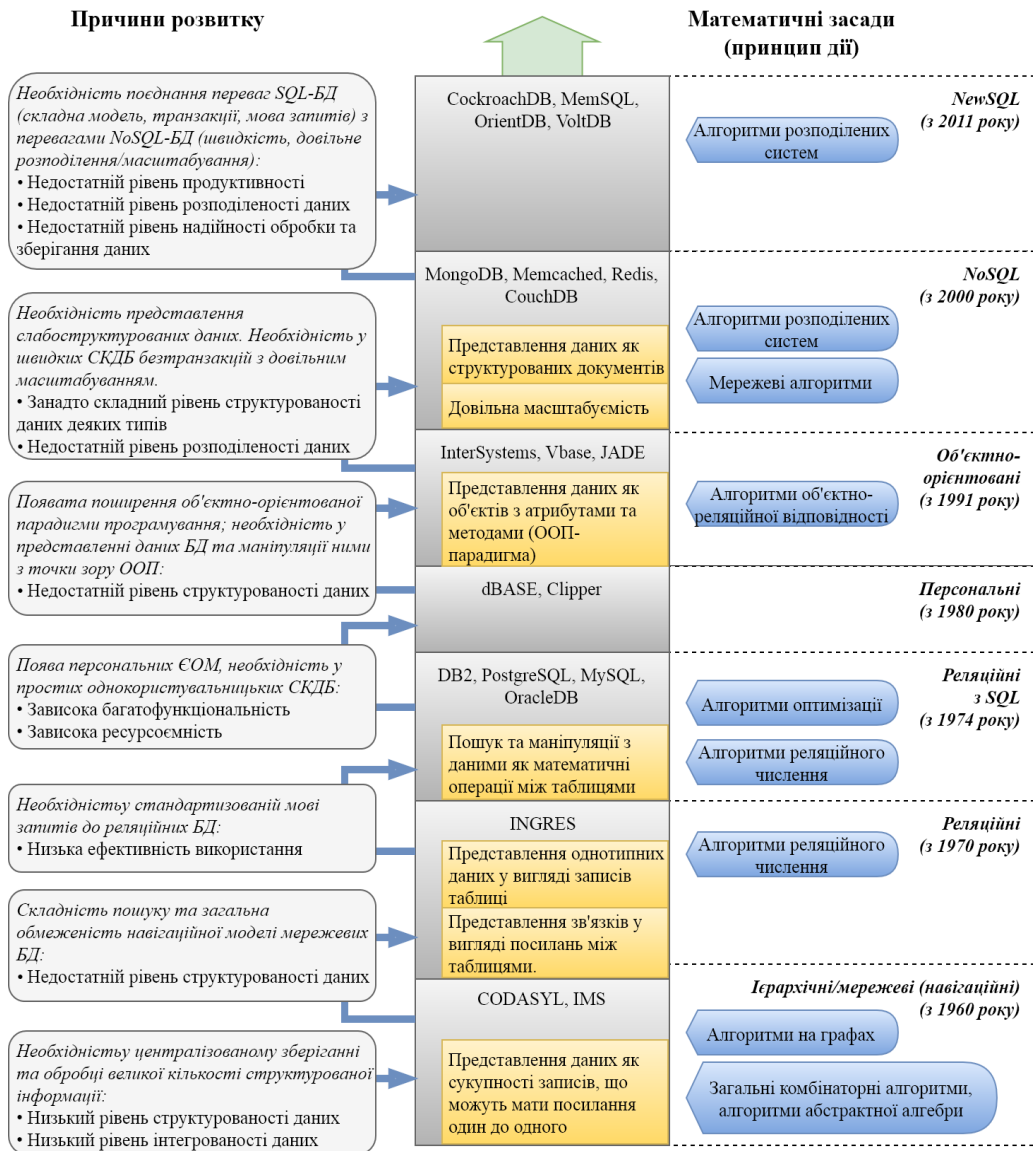 Причини розвитку
Математичні засади
(принцип дії)
Необхідність поєднання переваг SQL-БД
(складна модель, транзакції, мова запитів) з
перевагами NoSQL-БД (швидкість, довільне
розподілення/масштабування):
• Недостатній рівень продуктивності
• Недостатній рівень розподіленості даних
• Недостатній рівень надійності обробки та
зберігання даних
CockroachDB, MemSQL,
OrientDB, VoltDB
Алгоритми розподілених
систем
NewSQL
(з 2011 року)
Необхідність представлення
слабоструктурованих даних. Необхідність у
швидких СКДБ безтранзакцій з довільним
масштабуванням.
• Занадто складний рівень структурованості
даних деяких типів
• Недостатній рівень розподіленості даних
MongoDB, Memcached, Redis,
CouchDB
Представлення даних як
структурованих документів
Довільна масштабуємість
Алгоритми розподілених
систем
Мережеві алгоритми
NoSQL
(з 2000 року)
Появата поширення об'єктно-орієнтованої
парадигми програмування; необхідність у
представленні даних БД та маніпуляції ними
з точки зору ООП:
• Недостатній рівень структурованості даних
InterSystems, Vbase, JADE
Представлення даних як
об'єктів з атрибутами та
методами (ООП-
парадигма)
Алгоритми об'єктно-
реляційної відповідності
Об'єктно-
орієнтовані
(з 1991 року)
dBASE, Clipper
Персональні
(з 1980 року)
Поява персональних ЄОМ, необхідність у
простих однокористувальницьких СКДБ:
• Зависока багатофункціональність
• Зависока ресурсоємність
DB2, PostgreSQL, MySQL,
OracleDB
Пошук та маніпуляції з
даними як математичні
операції між таблицями
Алгоритми оптимізації
Алгоритми реляційного
числення
Реляційні
з SQL
(з 1974 року)
Необхідністьу стандартизованій мові
запитів до реляційних БД:
• Низька ефективність використання
INGRES
Представлення однотипних
даних у вигляді записів
таблиці
Представлення зв'язків у
вигляді посилань між
таблицями.
Алгоритми реляційного
числення
Реляційні
(з 1970 року)
Складність пошуку та загальна
обмеженість навігаційної моделі мережевих
БД:
• Недостатній рівень структурованості даних
CODASYL, IMS
Представлення даних як
сукупності записів, що
можуть мати посилання
один до одного
Ієрархічні/мережеві (навігаційні)
(з 1960 року)
Алгоритми на графах
Загальні комбінаторні алгоритми,
алгоритми абстрактної алгебри
Необхідністьу централізованому зберіганні
та обробці великої кількості структурованої
інформації:
• Низький рівень структурованості даних
• Низький рівень інтегрованості даних